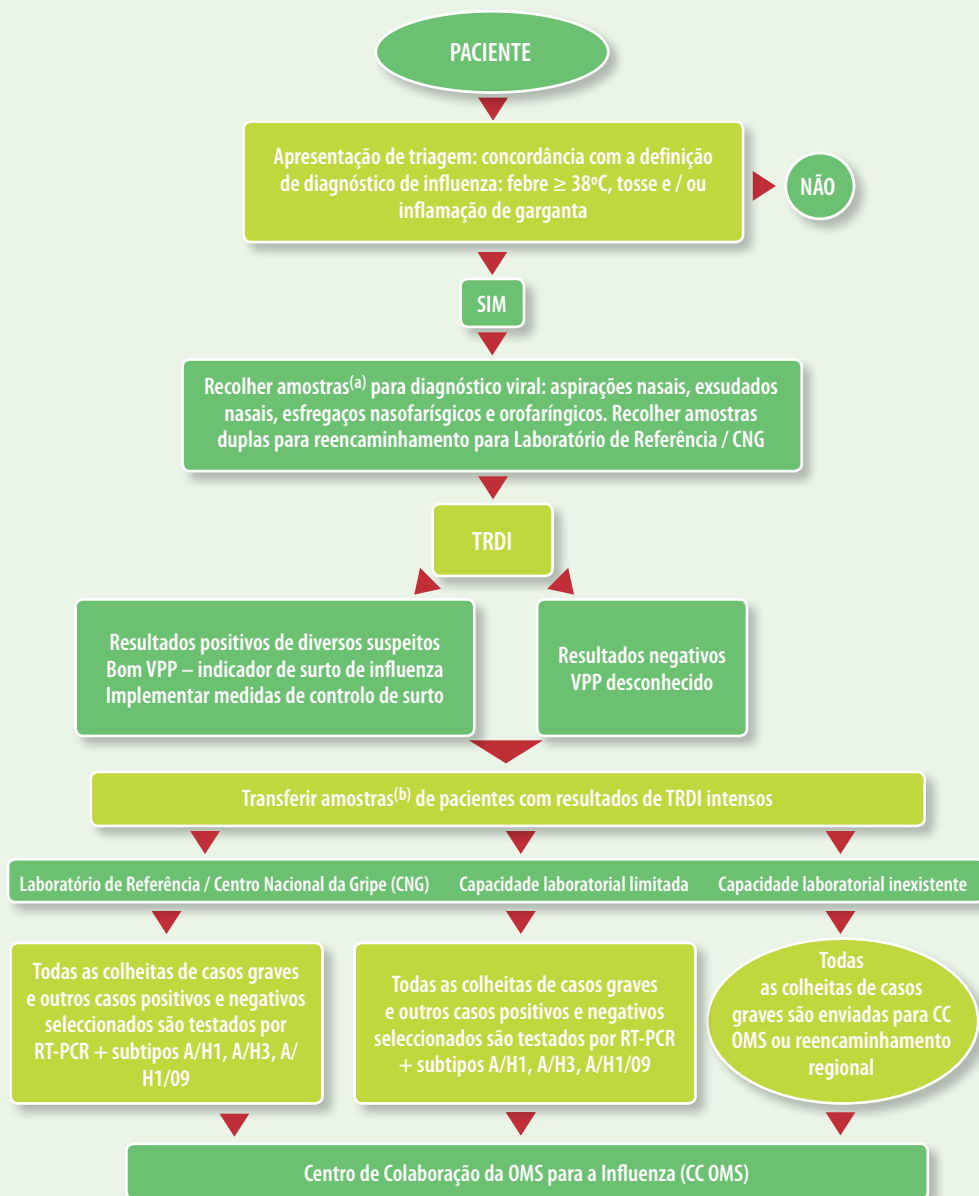 PACIENTE
Apresentação de triagem: concordância com a definição
de diagnóstico de influenza: febre ≥ 38ºC, tosse e / ou
inflamação de garganta
NÃO
SIM
Recolher amostras(a) para diagnóstico viral: aspirações nasais, exsudados
nasais, esfregaços nasofarísgicos e orofaríngicos. Recolher amostras
duplas para reencaminhamento para Laboratório de Referência / CNG
TRDI
Resultados positivos de diversos suspeitos
Bom VPP – indicador de surto de influenza
Implementar medidas de controlo de surto
Resultados negativos
VPP desconhecido
Transferir amostras(b) de pacientes com resultados de TRDI intensos
Laboratório de Referência / Centro Nacional da Gripe (CNG)
Capacidade laboratorial limitada
Capacidade laboratorial inexistente
Todas as colheitas de casos graves
e outros casos positivos e negativos
seleccionados são testados por
RT-PCR + subtipos A/H1, A/H3, A/
H1/09
Todas as colheitas de casos graves
e outros casos positivos e negativos
seleccionados são testados por RT-PCR
+ subtipos A/H1, A/H3, A/H1/09
Todas
as colheitas de casos
graves são enviadas para CC
OMS ou reencaminhamento
regional
Centro de Colaboração da OMS para a Influenza (CC OMS)